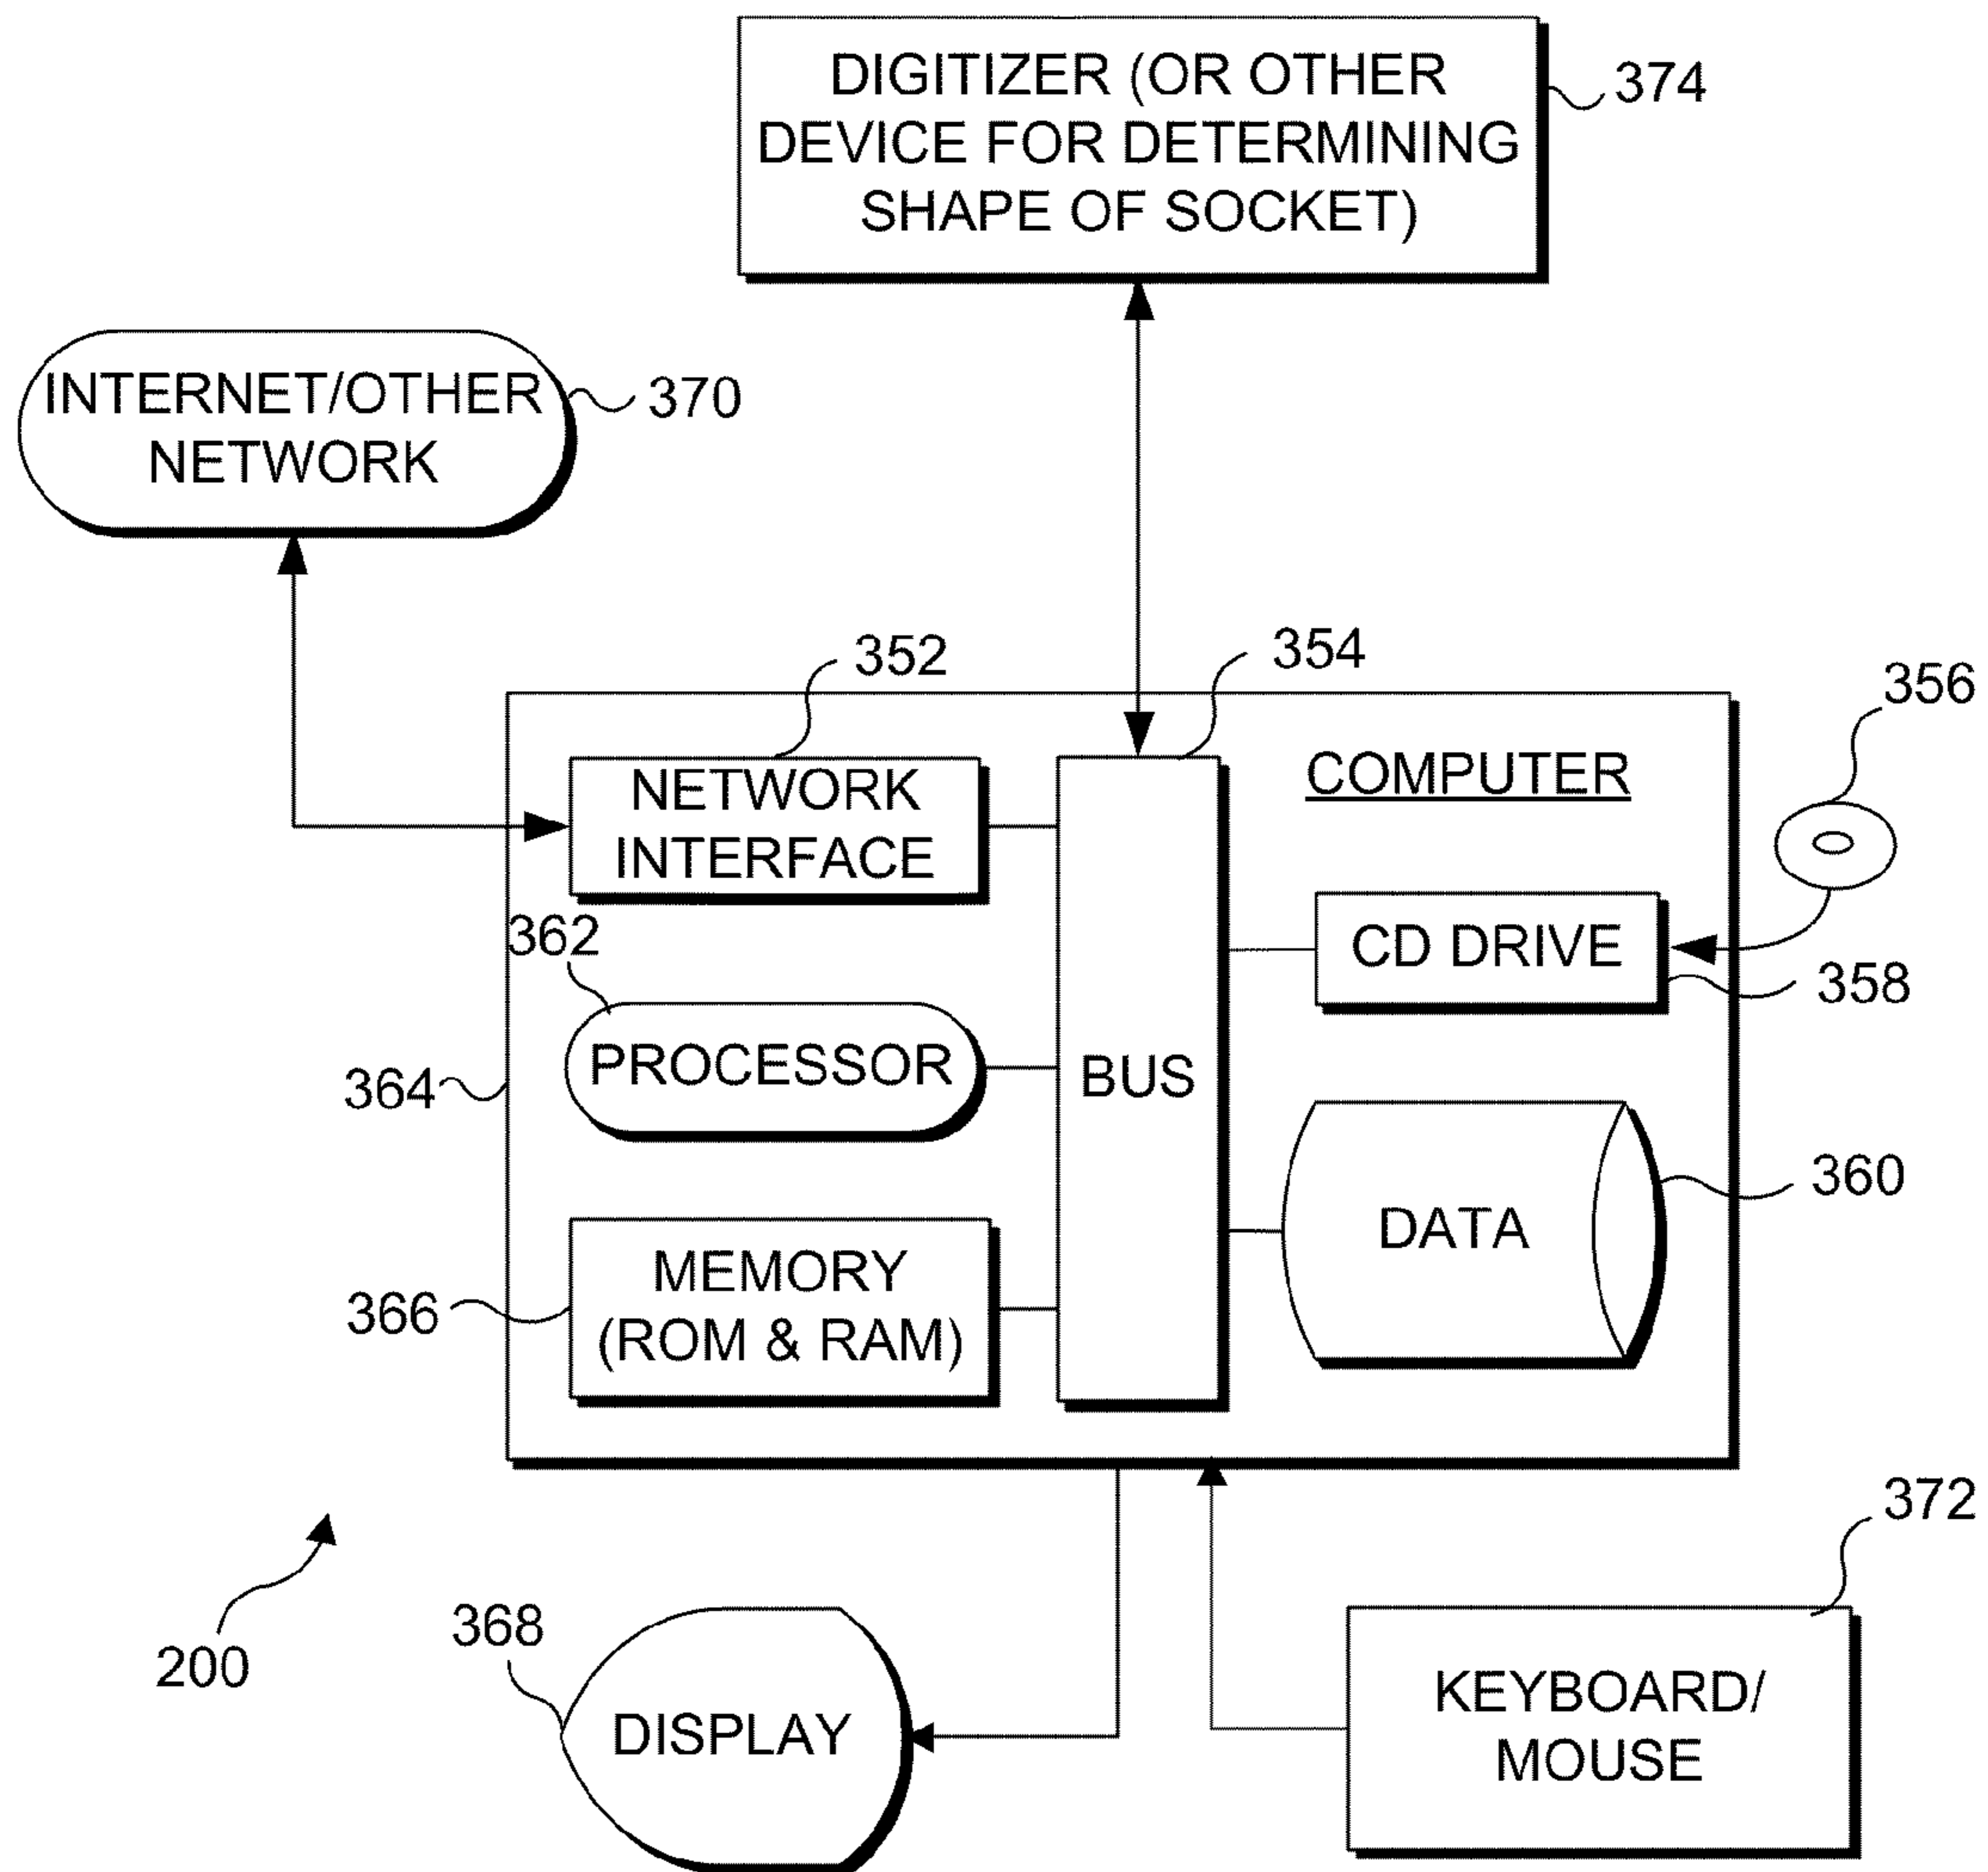 DIGITIZER (OR OTHER
DEVICE FOR DETERMINING
SHAPE OF SOCKET)
374
INTERNET/OTHER
NETWORK
370
352
354
356
NETWORK
INTERFACE
COMPUTER
362
CD DRIVE
358
PROCESSOR
BUS
364
360
DATA
MEMORY
(ROM & RAM)
366
372
200
368
DISPLAY
KEYBOARD/
MOUSE